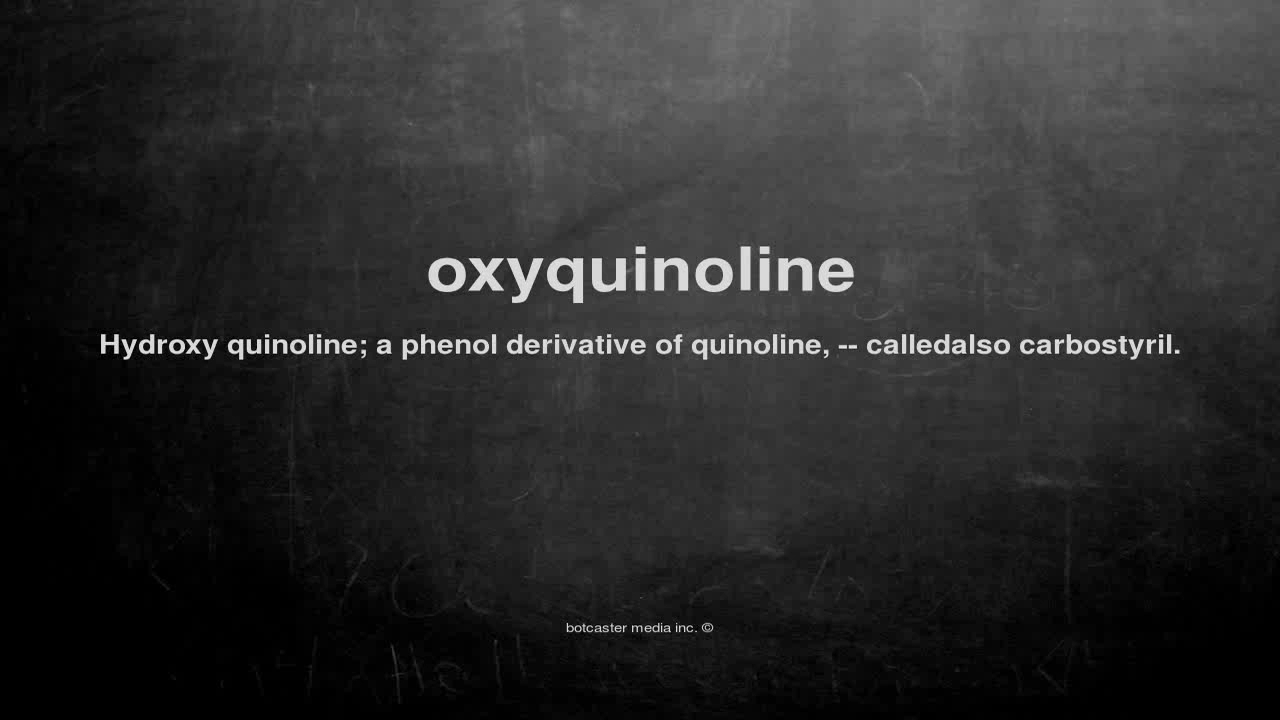 oxyquinoline
Hydroxy quinoline; a phenol derivative of quinoline, -- calledalso carbostyril.
botcaster media inc. ©